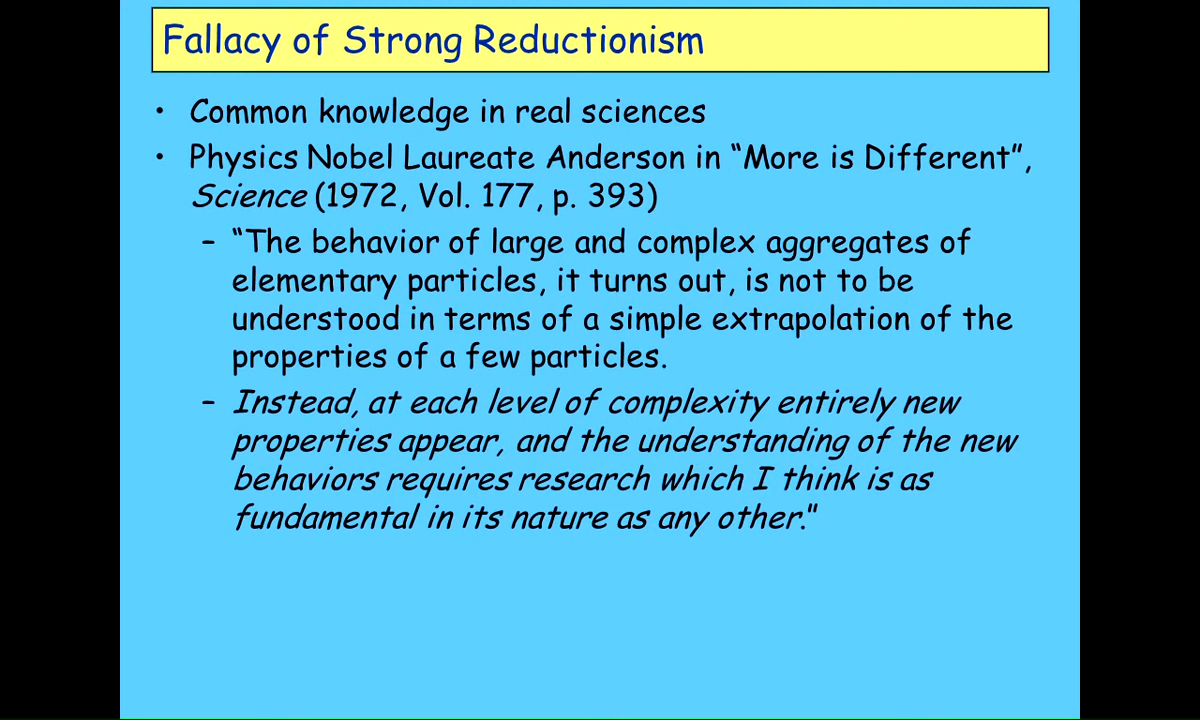 Fallacy of Strong Reductionism
• Common knowledge in real sciences
• Physics Nobel Laureate Anderson in “More is Different”,
Science (1972, Vol. 177, p. 393)
– “The behavior of large and complex aggregates of
elementary particles, it turns out, is not to be
understood in terms of a simple extrapolation of the
properties of a few particles.
– Instead, at each level of complexity entirely new
properties appear, and the understanding of the new
behaviors requires research which I think is as
fundamental in its nature as any other.”